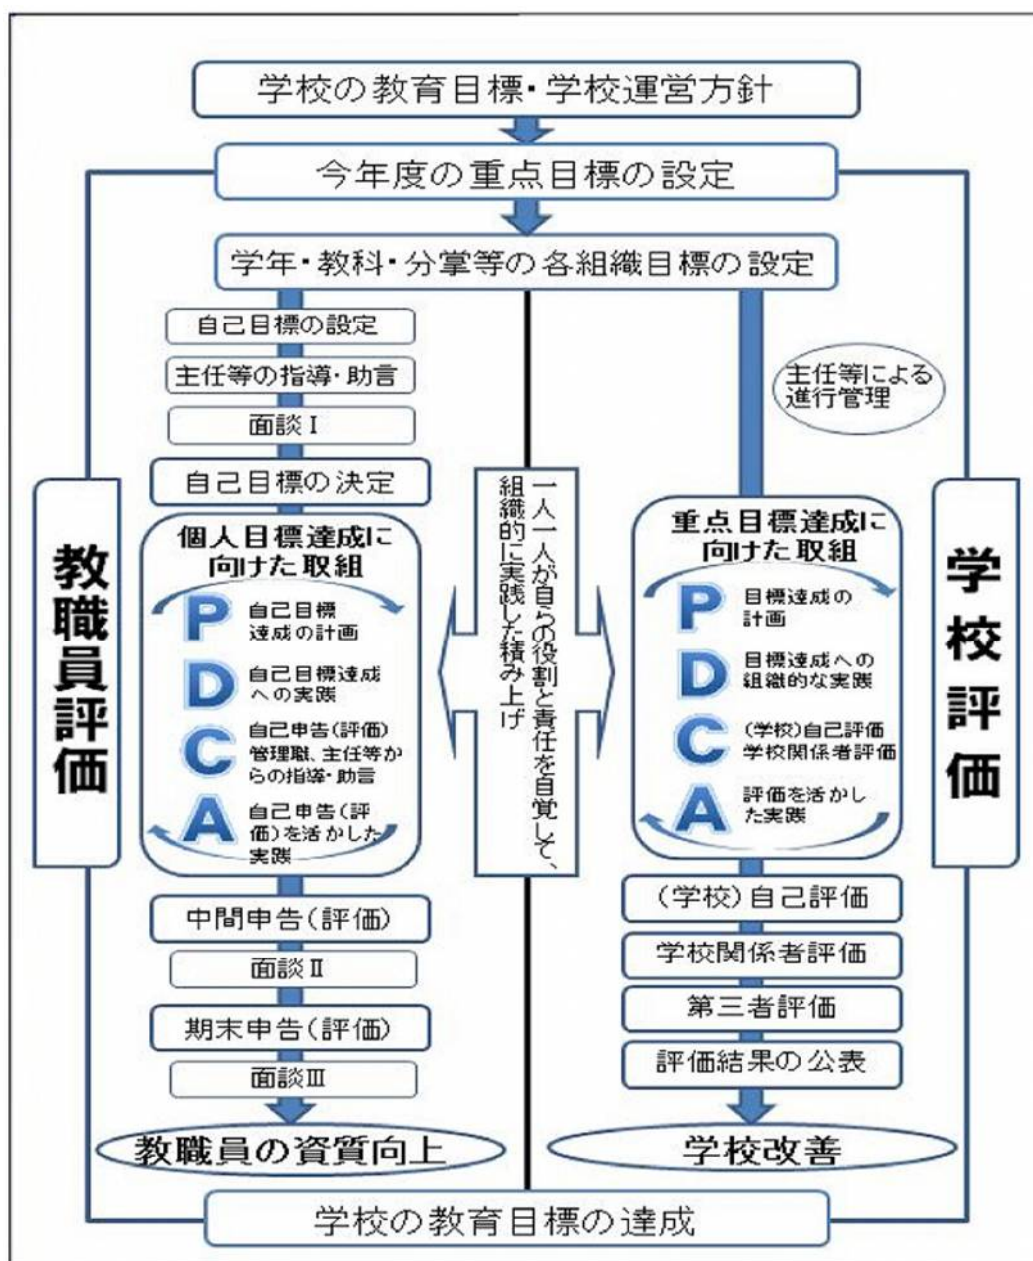 学校の教育目標・学校運営方針
今年度の重点目標の設定
学年・教科・分掌等の各組織目標の設定
自己目標の設定
主任等の指導・助言
面談Ⅰ
自己目標の決定
教職員評価
個人目標達成に
向けた取組
P
自己目標
達成の計画
D
自己目標達成
への実践
C
自己申告(評価)
管理職、主任等か
らの指導・助言
A
自己申告(評
価)を活かした
実践
中間申告(評価)
面談Ⅱ
期末申告(評価)
面談Ⅲ
教職員の資質向上
一人一人が自らの役割と責任を自覚して、
組織的に実践した積み上げ
主任等による
進行管理
学校評価
重点目標達成に
向けた取組
P
目標達成の
計画
D
目標達成への
組織的な実践
C
(学校)自己評価
学校関係者評価
A
評価を活かし
た実践
(学校)自己評価
学校関係者評価
第三者評価
評価結果の公表
学校改善
学校の教育目標の達成